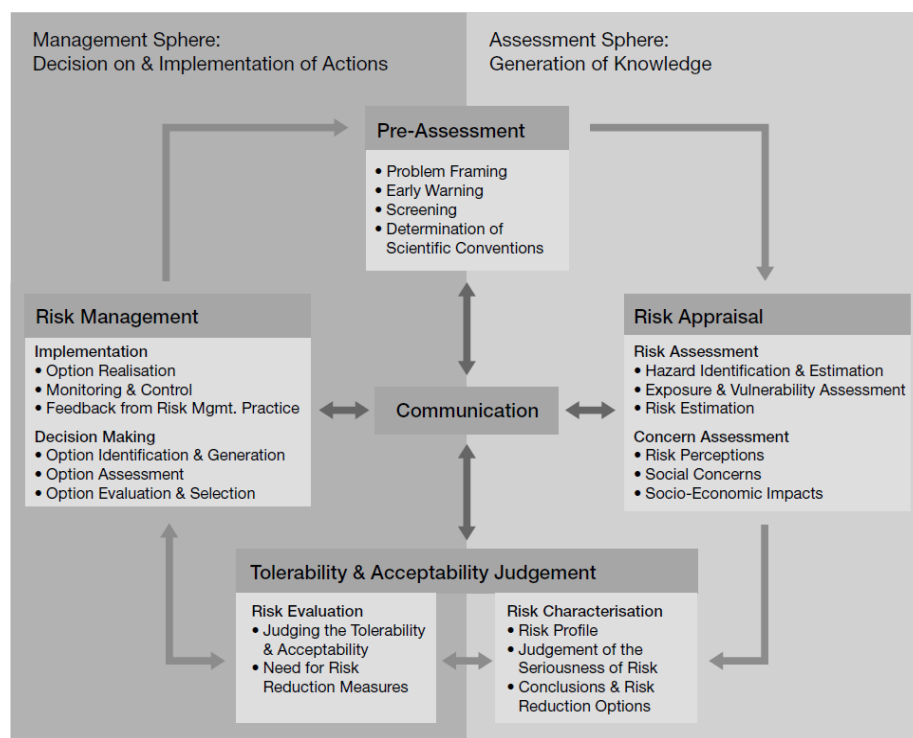 Management Sphere:
Decision on & Implementation of Actions
Assessment Sphere:
Generation of Knowledge
Pre-Assessment
• Problem Framing
• Early Warning
• Screening
• Determination of
Scientific Conventions
Risk Management
Implementation
• Option Realisation
• Monitoring & Control
• Feedback from Risk Mgmt. Practice
Decision Making
• Option Identification & Generation
• Option Assessment
• Option Evaluation & Selection
Communication
Risk Appraisal
Risk Assessment
• Hazard Identification & Estimation
• Exposure & Vulnerability Assessment
• Risk Estimation
Concern Assessment
• Risk Perceptions
• Social Concerns
• Socio-Economic Impacts
Tolerability & Acceptability Judgement
Risk Evaluation
• Judging the Tolerability
& Acceptability
• Need for Risk
Reduction Measures
Risk Characterisation
• Risk Profile
• Judgement of the
Seriousness of Risk
• Conclusions & Risk
Reduction Options